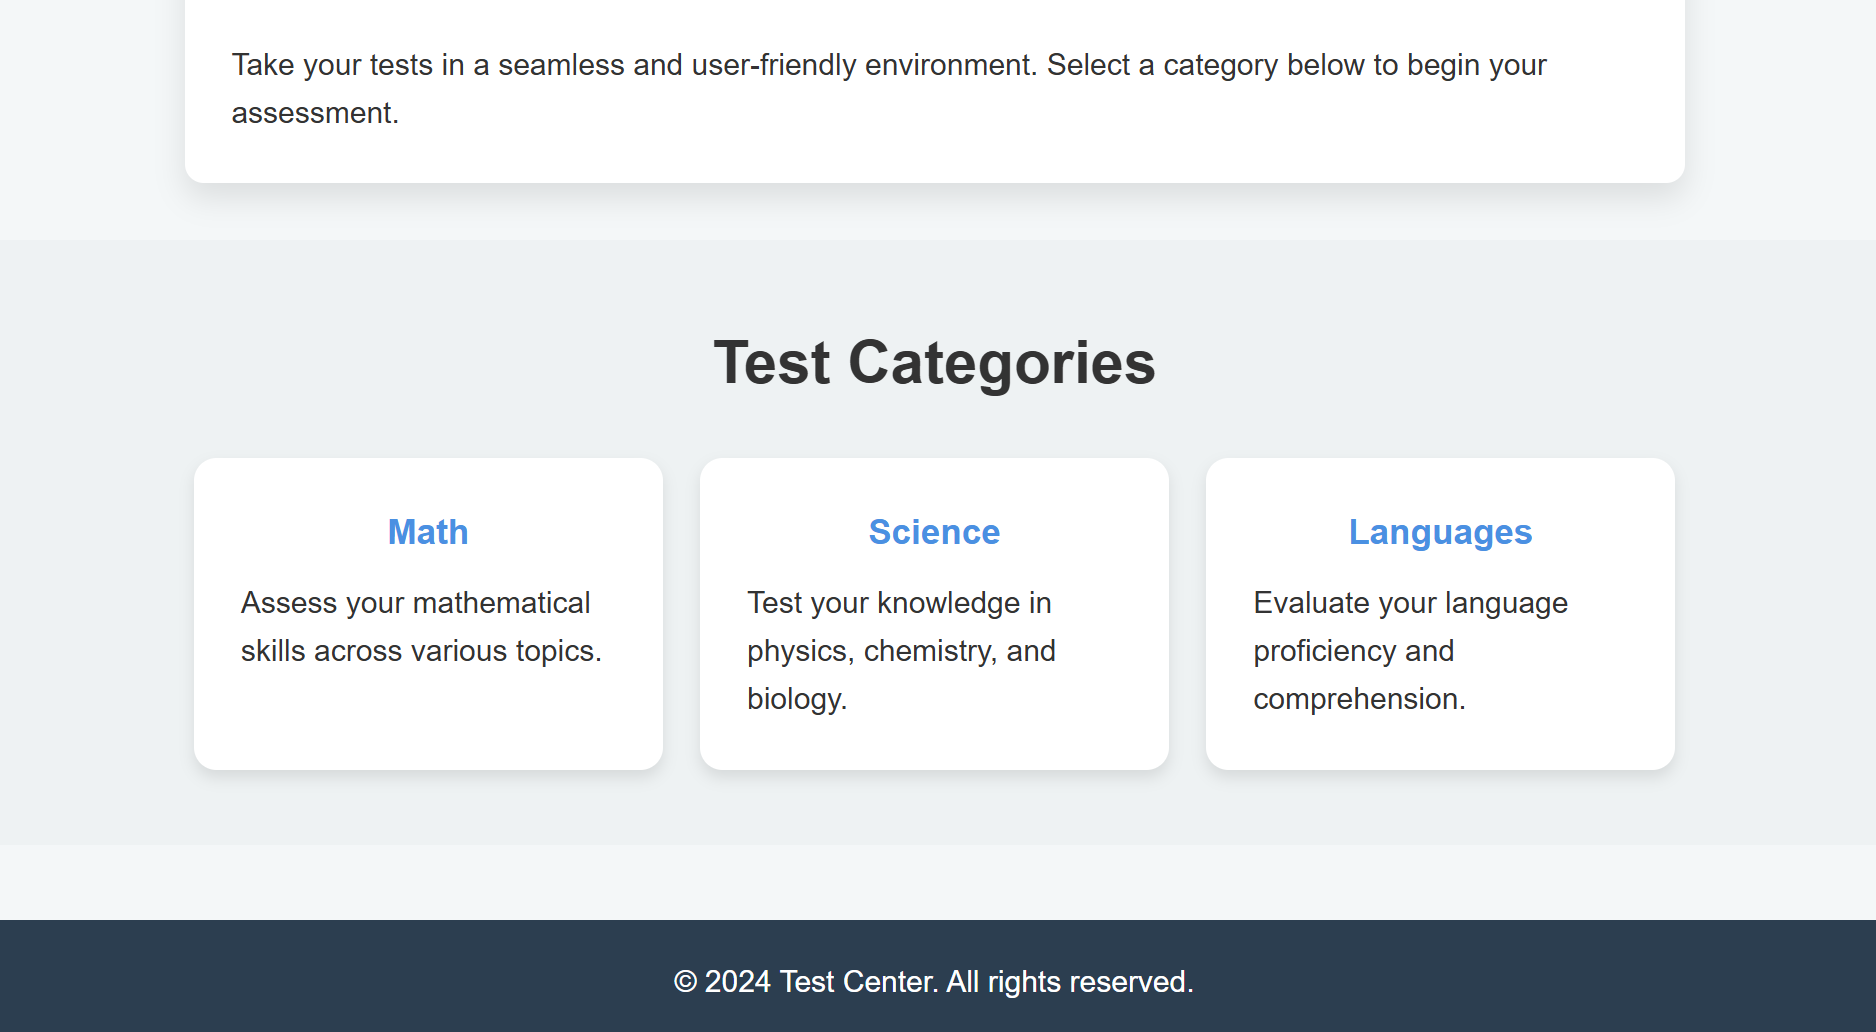 Take your tests in a seamless and user-friendly environment. Select a category below to begin your
assessment.
Test Categories
Math
Assess your mathematical
skills across various topics.
Science
Test your knowledge in
physics, chemistry, and
biology.
Languages
Evaluate your language
proficiency and
comprehension.
© 2024 Test Center. All rights reserved.